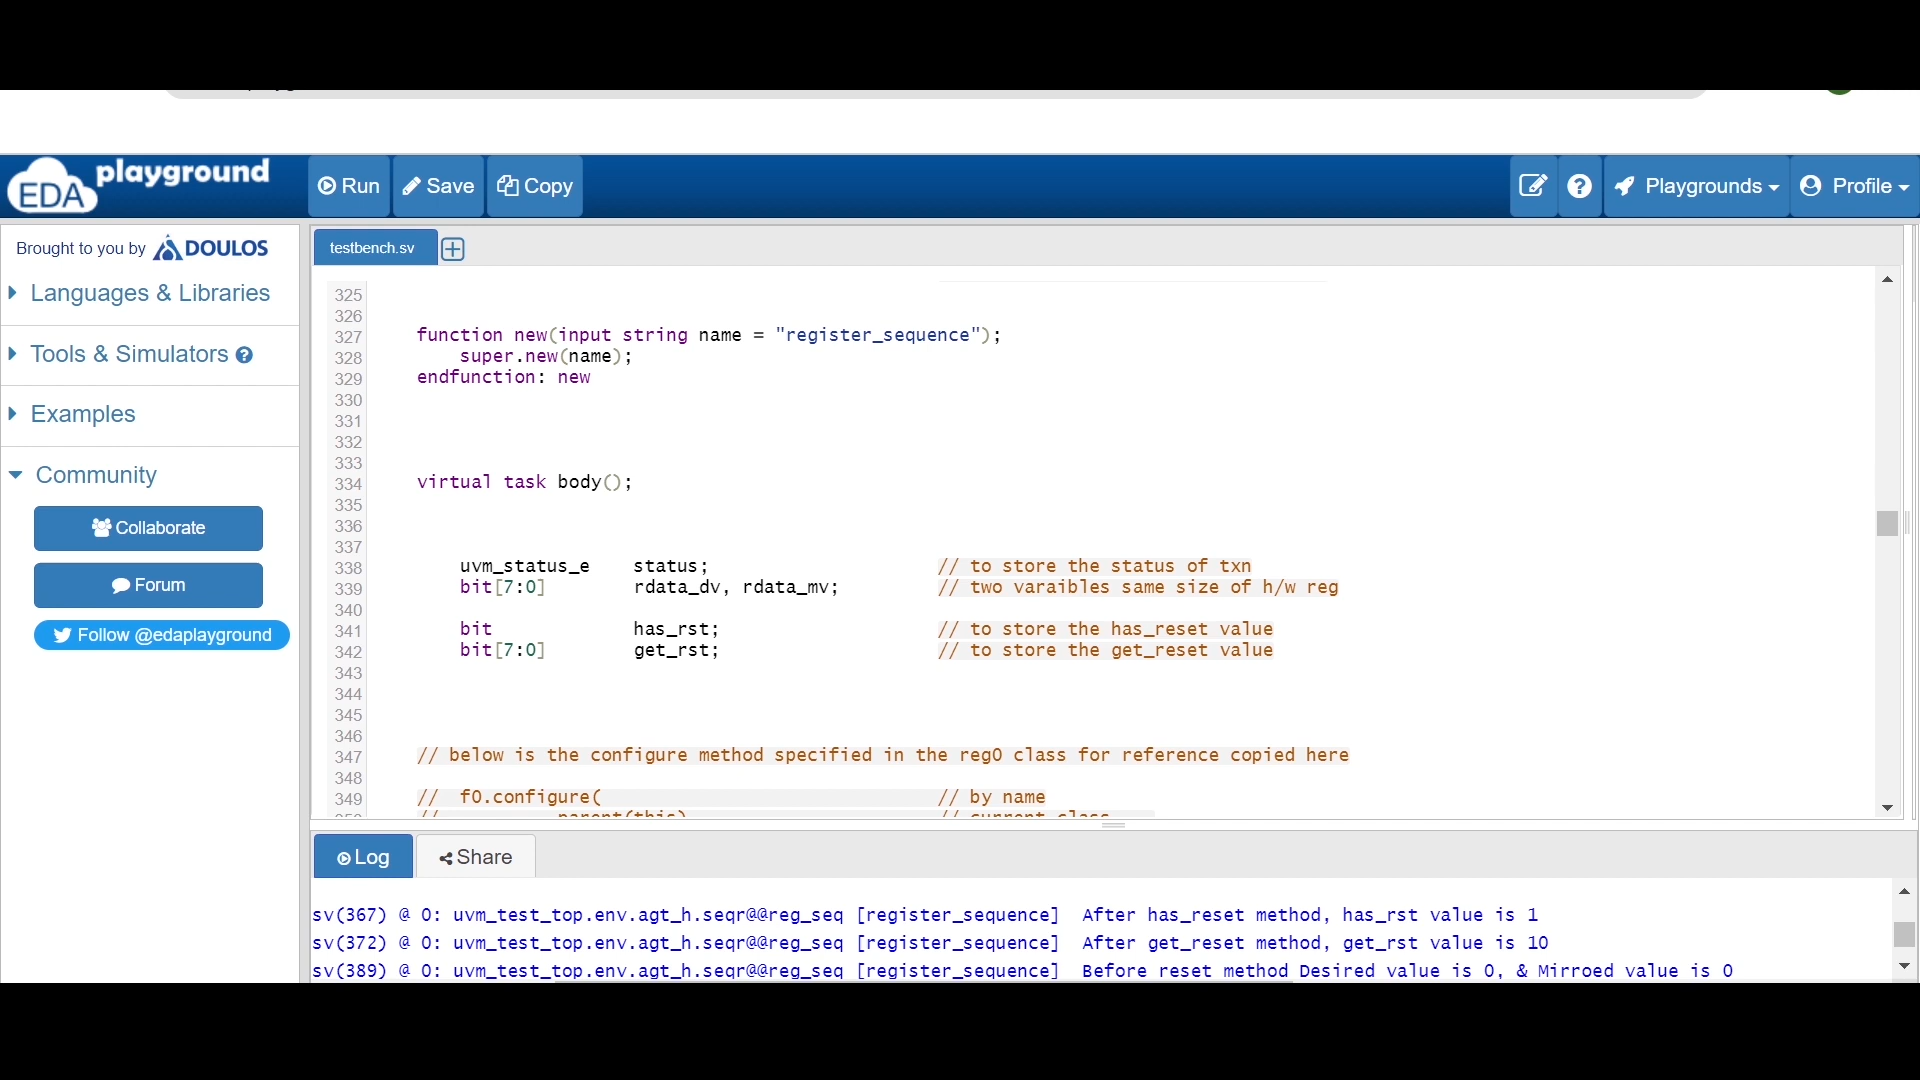 EDA playground
Run Save Copy
Playgrounds Profile
Brought to you by DOULOS
Languages & Libraries
Tools & Simulators
Examples
Community
Collaborate
Forum
Follow @edaplayground
testbench.sv
325
326
327 function new(input string name = "register_sequence");
328 super.new(name);
329 endfunction: new
330
331
332
333
334 virtual task body();
335
336
337
338 uvm_status_e status; // to store the status of txn
339 bit[7:0] rdata_dv, rdata_mv; // two varaibles same size of h/w reg
340
341 bit has_rst; // to store the has_reset value
342 bit[7:0] get_rst; // to store the get_reset value
343
344
345
346
347 // below is the configure method specified in the reg0 class for reference copied here
348
349 // f0.configure( // by name
// .parent(this) // current class
Log Share
sv(367) @ 0: uvm_test_top.env.agt_h.seqr@@reg_seq [register_sequence] After has_reset method, has_rst value is 1
sv(372) @ 0: uvm_test_top.env.agt_h.seqr@@reg_seq [register_sequence] After get_reset method, get_rst value is 10
sv(389) @ 0: uvm_test_top.env.agt_h.seqr@@reg_seq [register_sequence] Before reset method Desired value is 0, & Mirroed value is 0